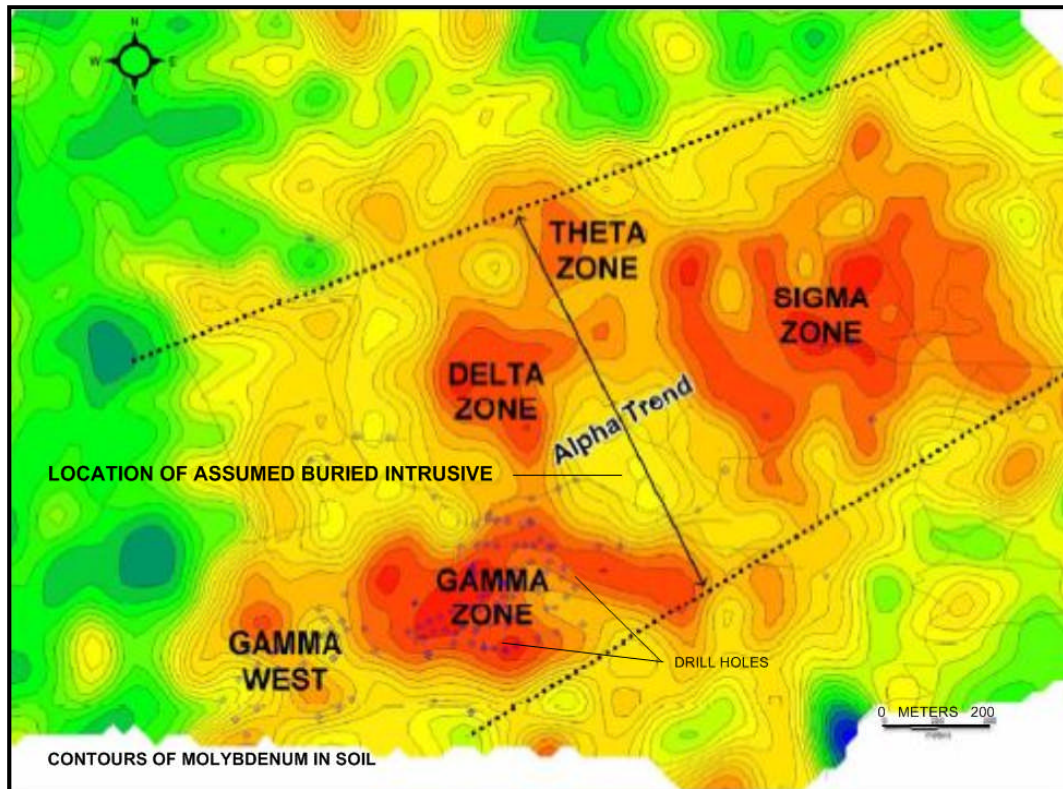 N
W E
S
THETA
ZONE
SIGMA
ZONE
DELTA
ZONE
Alpha Trend
LOCATION OF ASSUMED BURIED INTRUSIVE
GAMMA
ZONE
GAMMA
WEST
DRILL HOLES
0 METERS 200
CONTOURS OF MOLYBDENUM IN SOIL